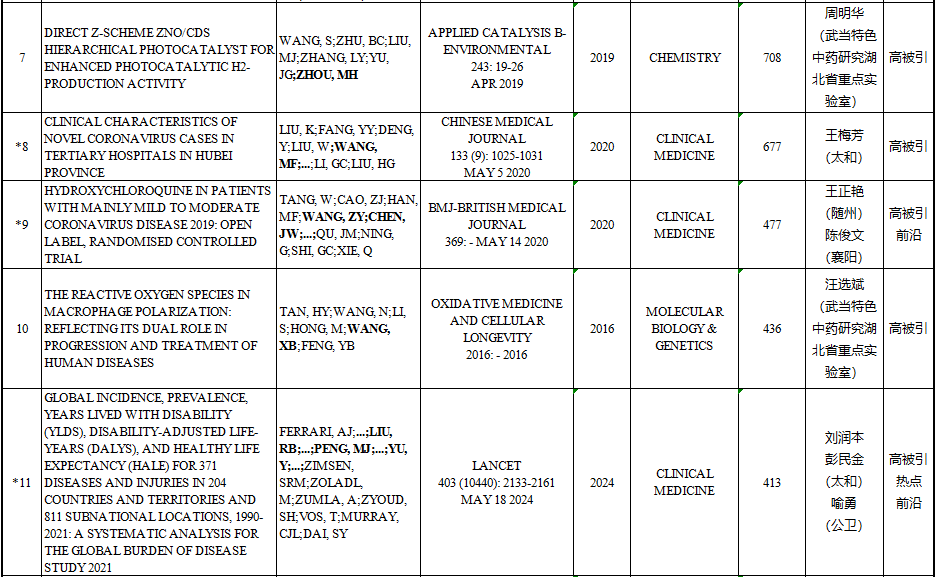 7
DIRECT Z-SCHEME ZNO/CDS
HIERARCHICAL PHOTOCATALYST FOR
ENHANCED PHOTOCATALYTIC H2-
PRODUCTION ACTIVITY
WANG, S;ZHU, BC;LIU,
MJ;ZHANG, LY;YU,
JG;ZHOU, MH
APPLIED CATALYSIS B-
ENVIRONMENTAL
243: 19-26
APR 2019
2019
CHEMISTRY
708
周明华
（武当特色
中药研究湖
北省重点实
验室）
高被引
*8
CLINICAL CHARACTERISTICS OF
NOVEL CORONAVIRUS CASES IN
TERTIARY HOSPITALS IN HUBEI
PROVINCE
LIU, K;FANG, YY;DENG,
Y;LIU, W;WANG,
MF;...;LI, GC;LIU, HG
CHINESE MEDICAL
JOURNAL
133 (9): 1025-1031
MAY 5 2020
2020
CLINICAL
MEDICINE
677
王梅芳
（太和）
高被引
*9
HYDROXYCHLOROQUINE IN PATIENTS
WITH MAINLY MILD TO MODERATE
CORONAVIRUS DISEASE 2019: OPEN
LABEL, RANDOMISED CONTROLLED
TRIAL
TANG, W;CAO, ZJ;HAN,
MF;WANG, ZY;CHEN,
JW;...;QU, JM;NING,
G;SHI, GC;XIE, Q
BMJ-BRITISH MEDICAL
JOURNAL
369: - MAY 14 2020
2020
CLINICAL
MEDICINE
477
王正艳
（随州）
陈俊文
（襄阳）
高被引
前沿
10
THE REACTIVE OXYGEN SPECIES IN
MACROPHAGE POLARIZATION:
REFLECTING ITS DUAL ROLE IN
PROGRESSION AND TREATMENT OF
HUMAN DISEASES
TAN, HY;WANG, N;LI,
S;HONG, M;WANG,
XB;FENG, YB
OXIDATIVE MEDICINE
AND CELLULAR
LONGEVITY
2016: - 2016
2016
MOLECULAR
BIOLOGY &
GENETICS
436
汪选斌
（武当特色
中药研究湖
北省重点实
验室）
高被引
*11
GLOBAL INCIDENCE, PREVALENCE,
YEARS LIVED WITH DISABILITY
(YLDS), DISABILITY-ADJUSTED LIFE-
YEARS (DALYS), AND HEALTHY LIFE
EXPECTANCY (HALE) FOR 371
DISEASES AND INJURIES IN 204
COUNTRIES AND TERRITORIES AND
811 SUBNATIONAL LOCATIONS, 1990-
2021: A SYSTEMATIC ANALYSIS FOR
THE GLOBAL BURDEN OF DISEASE
STUDY 2021
FERRARI, AJ;...;LIU,
RB;...;PENG, MJ;...;YU,
Y;...;ZIMSEN,
SRM;ZOLADL,
M;ZUMLA, A;ZYOUD,
SH;VOS, T;MURRAY,
CJL;DAI, SY
LANCET
403 (10440): 2133-2161
MAY 18 2024
2024
CLINICAL
MEDICINE
413
刘润本
彭民金
（太和）
喻勇
（公卫）
高被引
热点
前沿